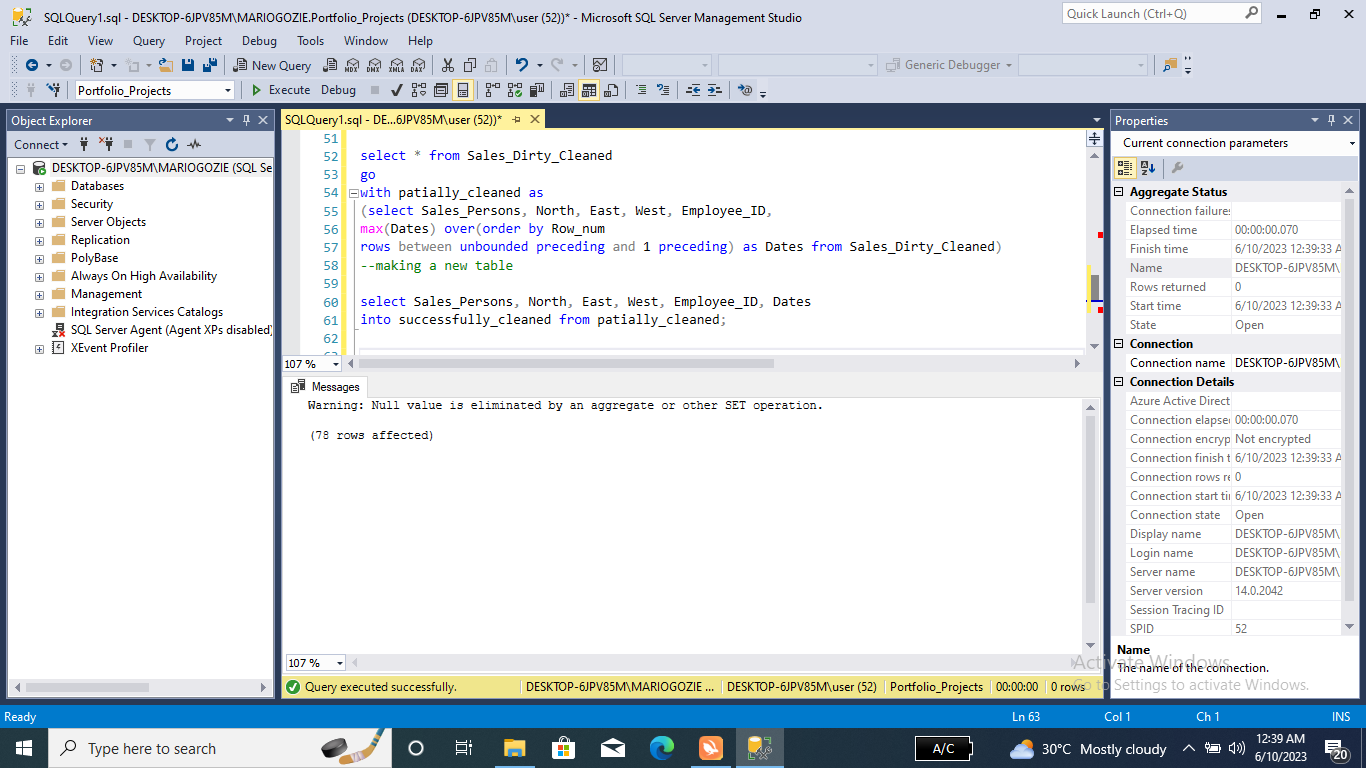 SQLQuery1.sql - DESKTOP-6JPV85M\MARIOGOZIE.Portfolio_Projects (DESKTOP-6JPV85M\user (52))* - Microsoft SQL Server Management Studio
Quick Launch (Ctrl+Q)
File Edit View Query Project Debug Tools Window Help
New Query MDX DMX XMLA DAX Generic Debugger
Portfolio_Projects Execute Debug
Object Explorer
Connect
DESKTOP-6JPV85M\MARIOGOZIE (SQL Se
Databases
Security
Server Objects
Replication
PolyBase
Always On High Availability
Management
Integration Services Catalogs
SQL Server Agent (Agent XPs disabled)
XEvent Profiler
SQLQuery1.sql - DE...6JPV85M\user (52))*
51
52 select * from Sales_Dirty_Cleaned
53 go
54 with patially_cleaned as
55 (select Sales_Persons, North, East, West, Employee_ID,
56 max(Dates) over(order by Row_num
57 rows between unbounded preceding and 1 preceding) as Dates from Sales_Dirty_Cleaned)
58 --making a new table
59
60 select Sales_Persons, North, East, West, Employee_ID, Dates
61 into successfully_cleaned from patially_cleaned;
62
63
107 %
Messages
Warning: Null value is eliminated by an aggregate or other SET operation.
(78 rows affected)
107 %
Query executed successfully. DESKTOP-6JPV85M\MARIOGOZIE ... DESKTOP-6JPV85M\user (52) Portfolio_Projects 00:00:00 0 rows
Properties
Current connection parameters
Aggregate Status
Connection failures
Elapsed time 00:00:00.070
Finish time 6/10/2023 12:39:33 A
Name DESKTOP-6JPV85M\
Rows returned 0
Start time 6/10/2023 12:39:33 A
State Open
Connection
Connection name DESKTOP-6JPV85M\
Connection Details
Azure Active Direct
Connection elapse 00:00:00.070
Connection encryp Not encrypted
Connection finish t 6/10/2023 12:39:33 A
Connection rows re 0
Connection start ti 6/10/2023 12:39:33 A
Connection state Open
Display name DESKTOP-6JPV85M\
Login name DESKTOP-6JPV85M\
Server name DESKTOP-6JPV85M\
Server version 14.0.2042
Session Tracing ID
SPID 52
Name
The name of the connection.
Activate Windows
Go to Settings to activate Windows.
Ready Ln 63 Col 1 Ch 1 INS
Type here to search
A/C 30°C Mostly cloudy 12:39 AM
6/10/2023 20